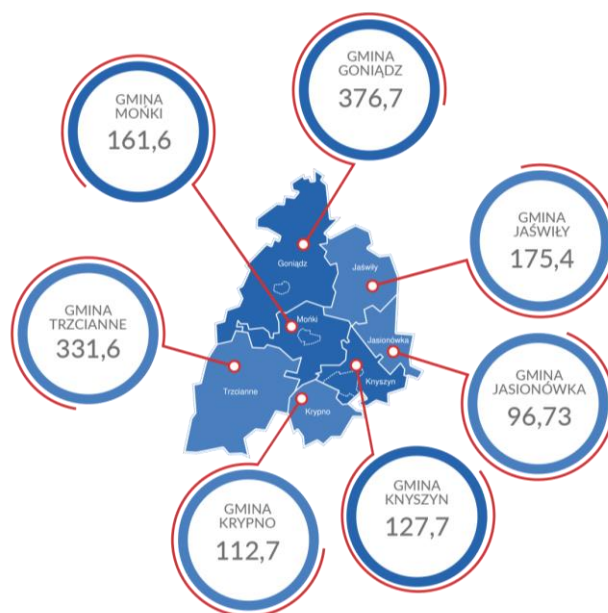 GMINA
GONIĄDZ
376,7
GMINA
MOŃKI
161,6
GMINA
JAŚWIŁY
175,4
GMINA
TRZCIANNE
331,6
GMINA
JASIONÓWKA
96,73
GMINA
KNYSZYN
127,7
GMINA
KRYPNO
112,7
Goniądz
Jaświły
Mońki
Jasionówka
Trzcianne
Knyszyn
Krypno